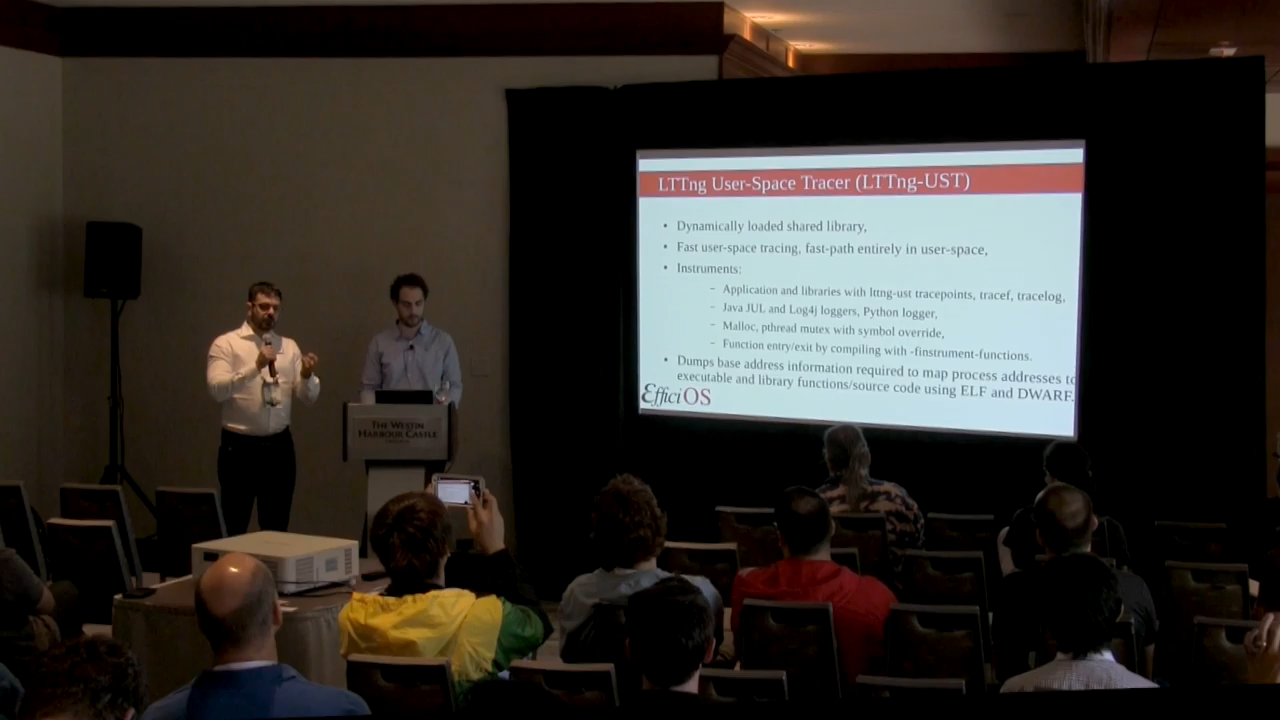 LTTng User-Space Tracer (LTTng-UST)
• Dynamically loaded shared library,
• Fast user-space tracing, fast-path entirely in user-space,
• Instruments:
– Application and libraries with lttng-ust tracepoints, tracef, tracelog,
– Java JUL and Log4j loggers, Python logger,
– Malloc, pthread mutex with symbol override,
– Function entry/exit by compiling with -finstrument-functions.
• Dumps base address information required to map process addresses to
executable and library functions/source code using ELF and DWARF.
EfficiOS
THE WESTIN
HARBOUR CASTLE